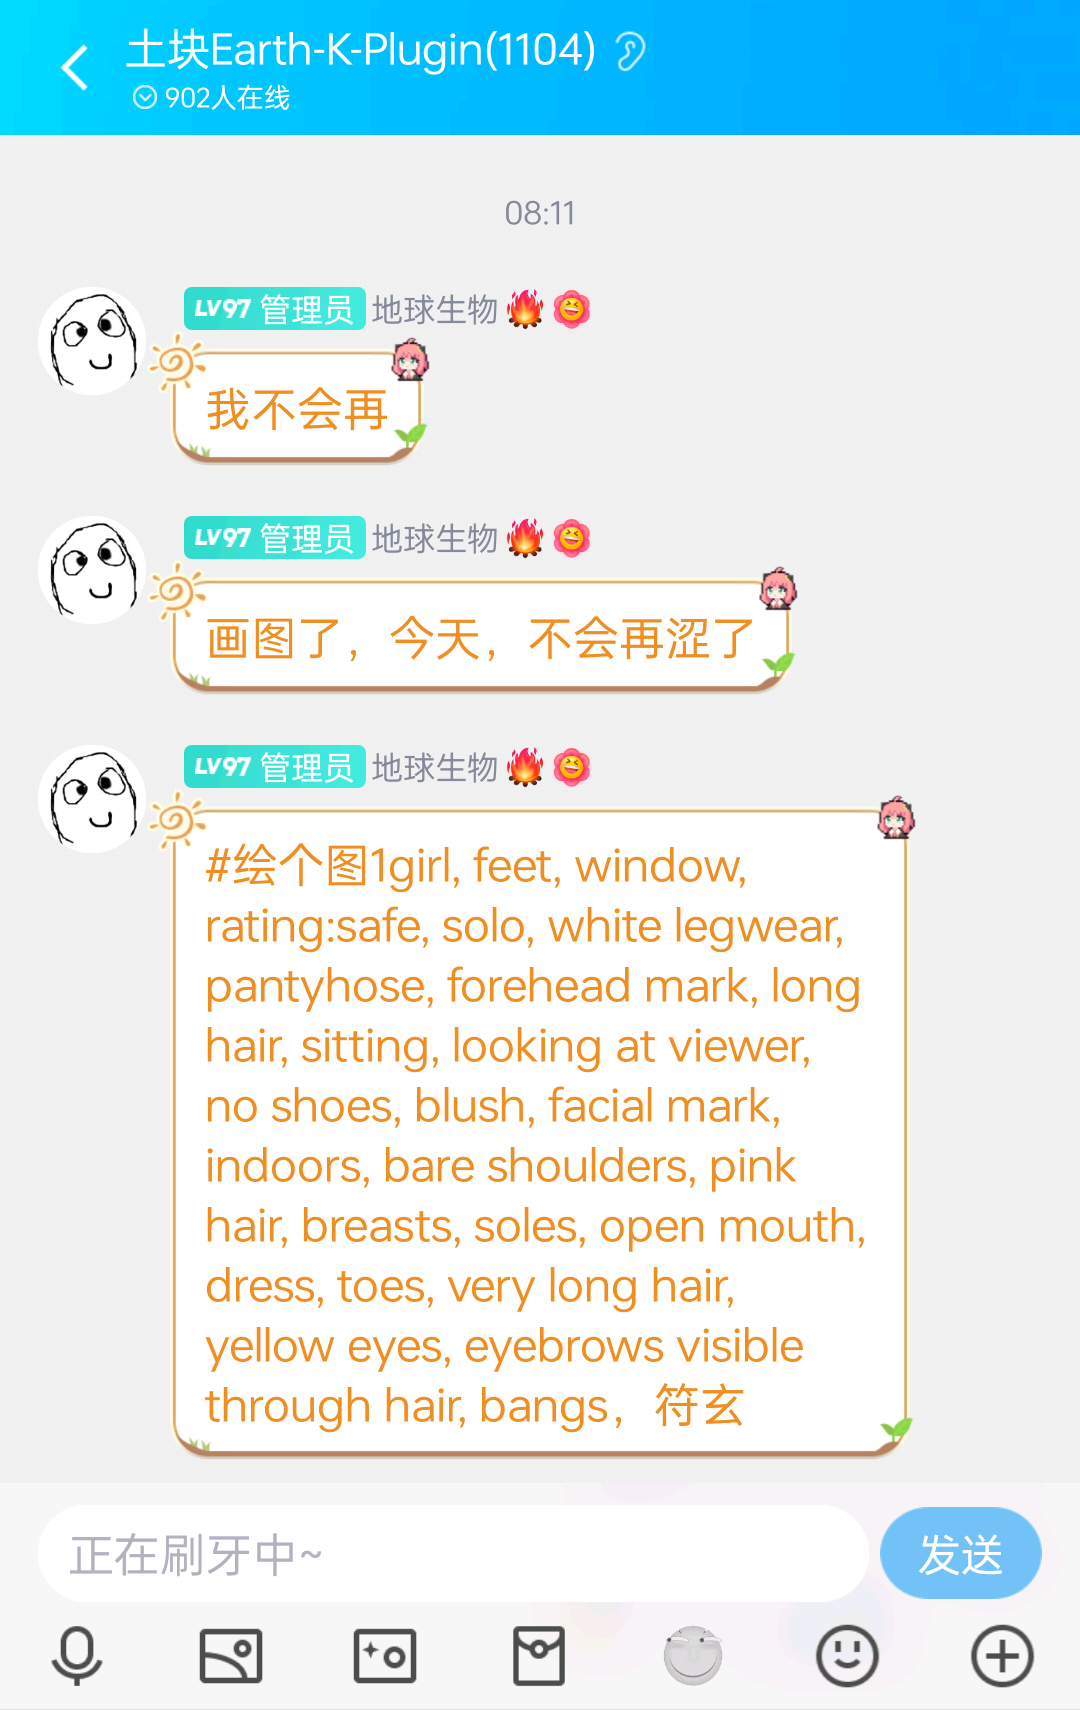 土块Earth-K-Plugin(1104)
902人在线
08:11
LV97 管理员 地球生物
我不会再
LV97 管理员 地球生物
画图了，今天，不会再涩了
LV97 管理员 地球生物
#绘个图1girl, feet, window,
rating:safe, solo, white legwear,
pantyhose, forehead mark, long
hair, sitting, looking at viewer,
no shoes, blush, facial mark,
indoors, bare shoulders, pink
hair, breasts, soles, open mouth,
dress, toes, very long hair,
yellow eyes, eyebrows visible
through hair, bangs，符玄
正在刷牙中~
发送